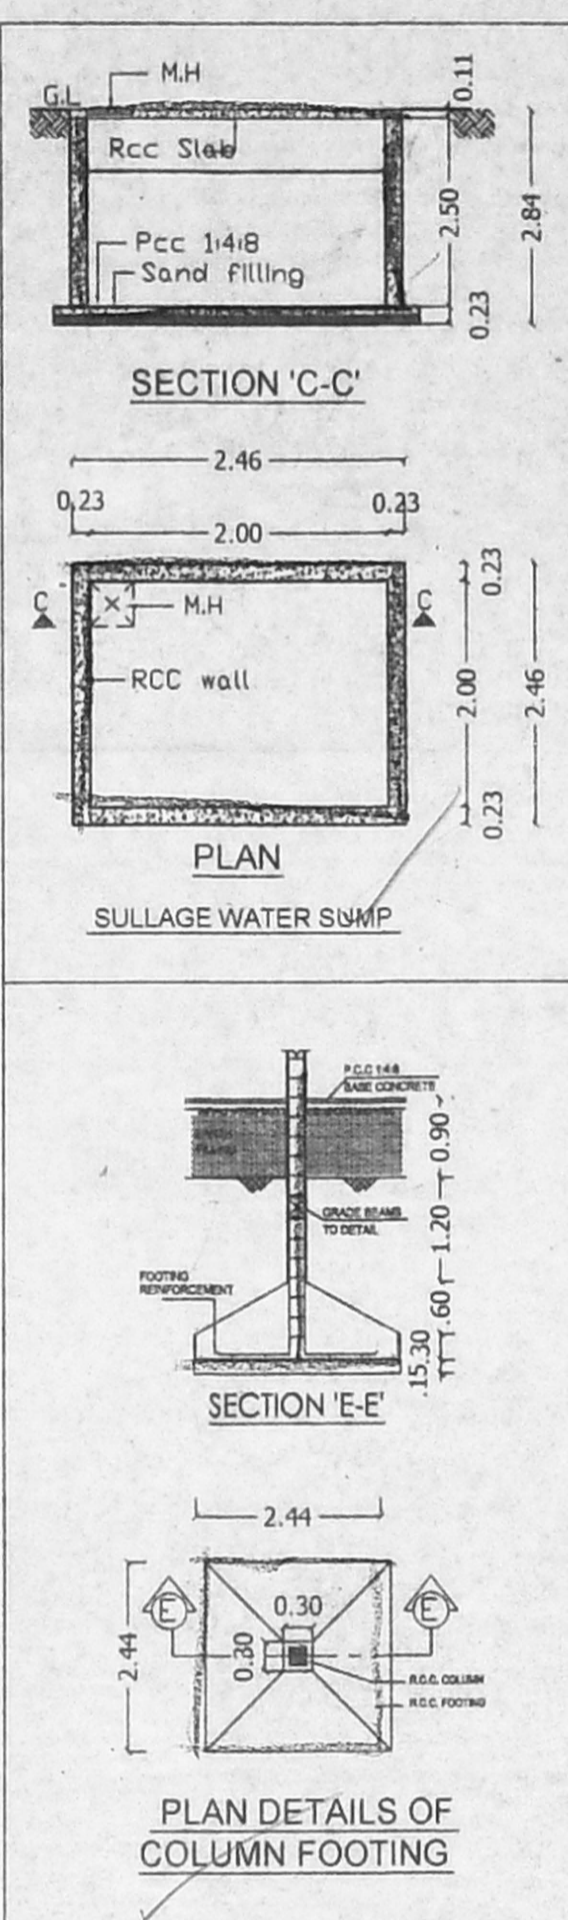 M.H
G.L
0.11
Rcc Slab
2.50
2.84
Pcc 1:4:8
Sand filling
0.23
SECTION 'C-C'
2.46
0.23
0.23
2.00
0.23
C
X
M.H
C
RCC wall
2.00
2.46
0.23
PLAN
SULLAGE WATER SUMP
P.C.C 1:4:8
BASE CONCRETE
0.90
GRADE BEAMS
TO DETAIL
1.20
FOOTING
REINFORCEMENT
.60
.15 .30
SECTION 'E-E'
2.44
E
E
0.30
0.30
2.44
R.C.C. COLUMN
R.C.C. FOOTING
PLAN DETAILS OF
COLUMN FOOTING